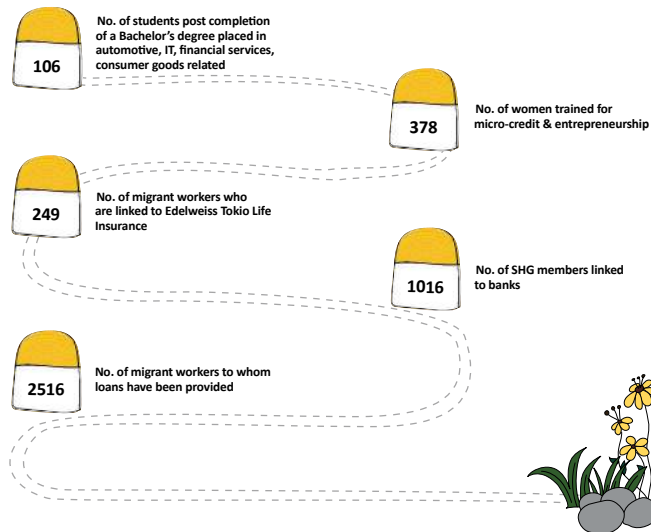 No. of students post completion
of a Bachelor's degree placed in
automotive, IT, financial services,
consumer goods related
106
No. of women trained for
micro-credit & entrepreneurship
378
No. of migrant workers who
are linked to Edelweiss Tokio Life
Insurance
249
No. of SHG members linked
to banks
1016
No. of migrant workers to whom
loans have been provided
2516